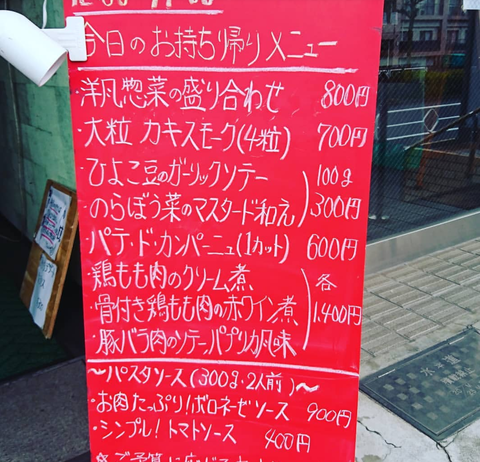 今日のお持ち帰りメニュー
・洋風惣菜の盛り合わせ 800円
・大粒 カキスモーク(4粒) 700円
・ひよこ豆のガーリックソテー 100g
・のらぼう菜のマスタード和え 300円
・パテ・ド・カンパーニュ(1カット) 600円
・鶏もも肉のクリーム煮 各
・骨付き鶏もも肉の赤ワイン煮 1.400円
・豚バラ肉のソテー パプリカ風味
〜パスタソース(300g・2人前)〜
・お肉たっぷり!ボロネーゼソース 900円
・シンプル!トマトソース 400円